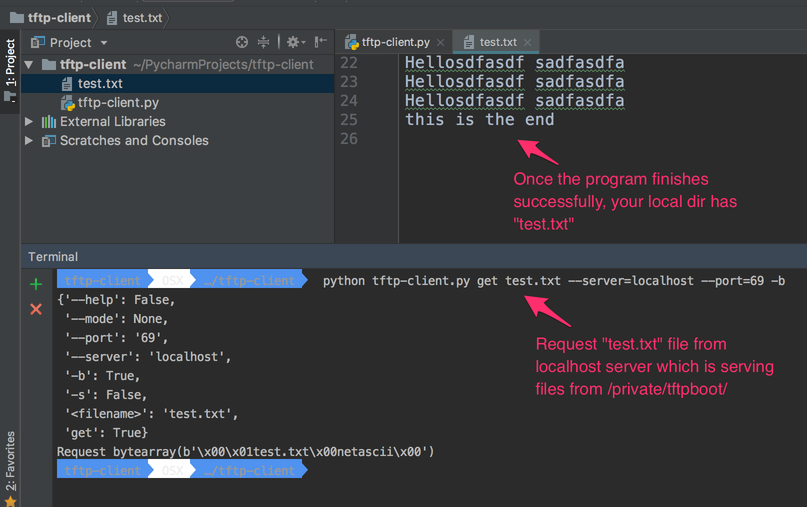 tftp-client test.txt
1: Project
Project
tftp-client ~/PycharmProjects/tftp-client
test.txt
tftp-client.py
External Libraries
Scratches and Consoles
tftp-client.py test.txt
22 Hellosdfasdf sadfasdfa
23 Hellosdfasdf sadfasdfa
24 Hellosdfasdf sadfasdfa
25 this is the end
26
Once the program finishes
successfully, your local dir has
"test.txt"
Terminal
tftp-client OSX …/tftp-client python tftp-client.py get test.txt --server=localhost --port=69 -b
{'--help': False,
'--mode': None,
'--port': '69',
'--server': 'localhost',
'-b': True,
'-s': False,
'<filename>': 'test.txt',
'get': True}
Request bytearray(b'\x00\x01test.txt\x00netascii\x00')
tftp-client OSX …/tftp-client
Request "test.txt" file from
localhost server which is serving
files from /private/tftpboot/
2: Favorites